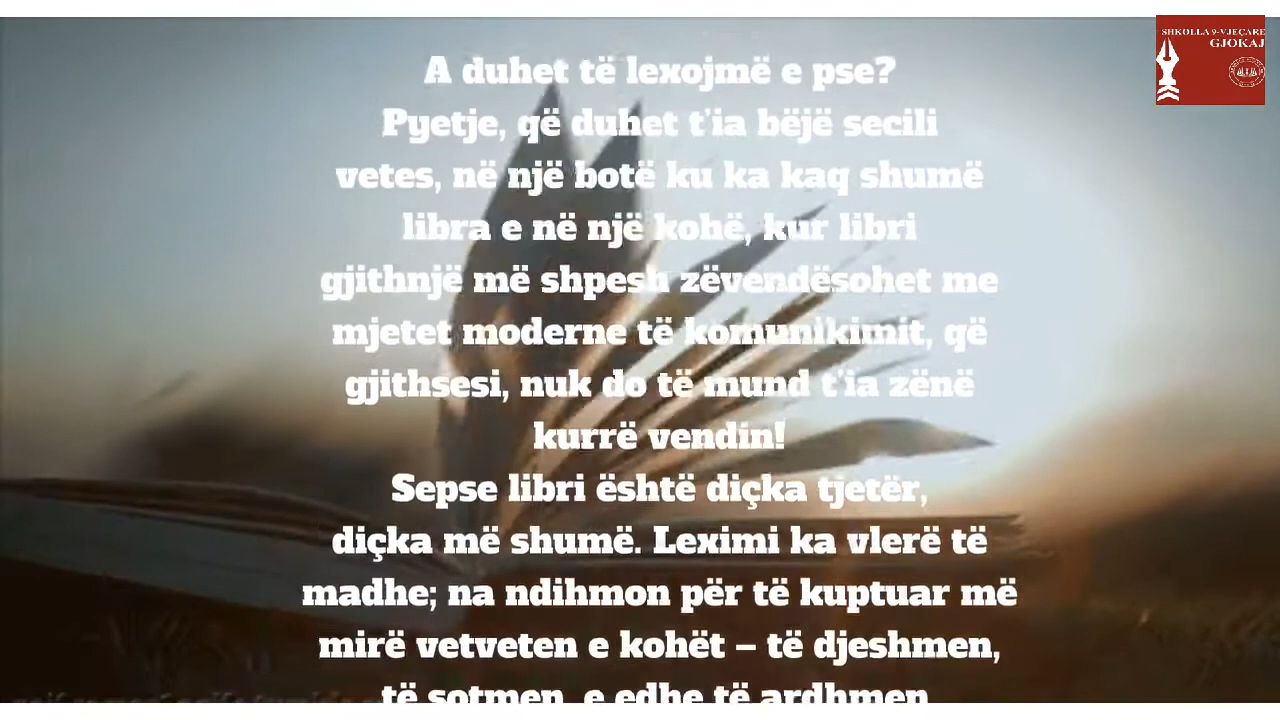 SHKOLLA 9-VJEÇARE
GJOKAJ
A duhet të lexojmë e pse?
Pyetje, që duhet t'ia bëjë secili
vetes, në një botë ku ka kaq shumë
libra e në një kohë, kur libri
gjithnjë më shpesh zëvendësohet me
mjetet moderne të komunikimit, që
gjithsesi, nuk do të mund t'ia zënë
kurrë vendin!
Sepse libri është diçka tjetër,
diçka më shumë. Leximi ka vlerë të
madhe; na ndihmon për të kuptuar më
mirë vetveten e kohët – të djeshmen,
të sotmen, e edhe të ardhmen